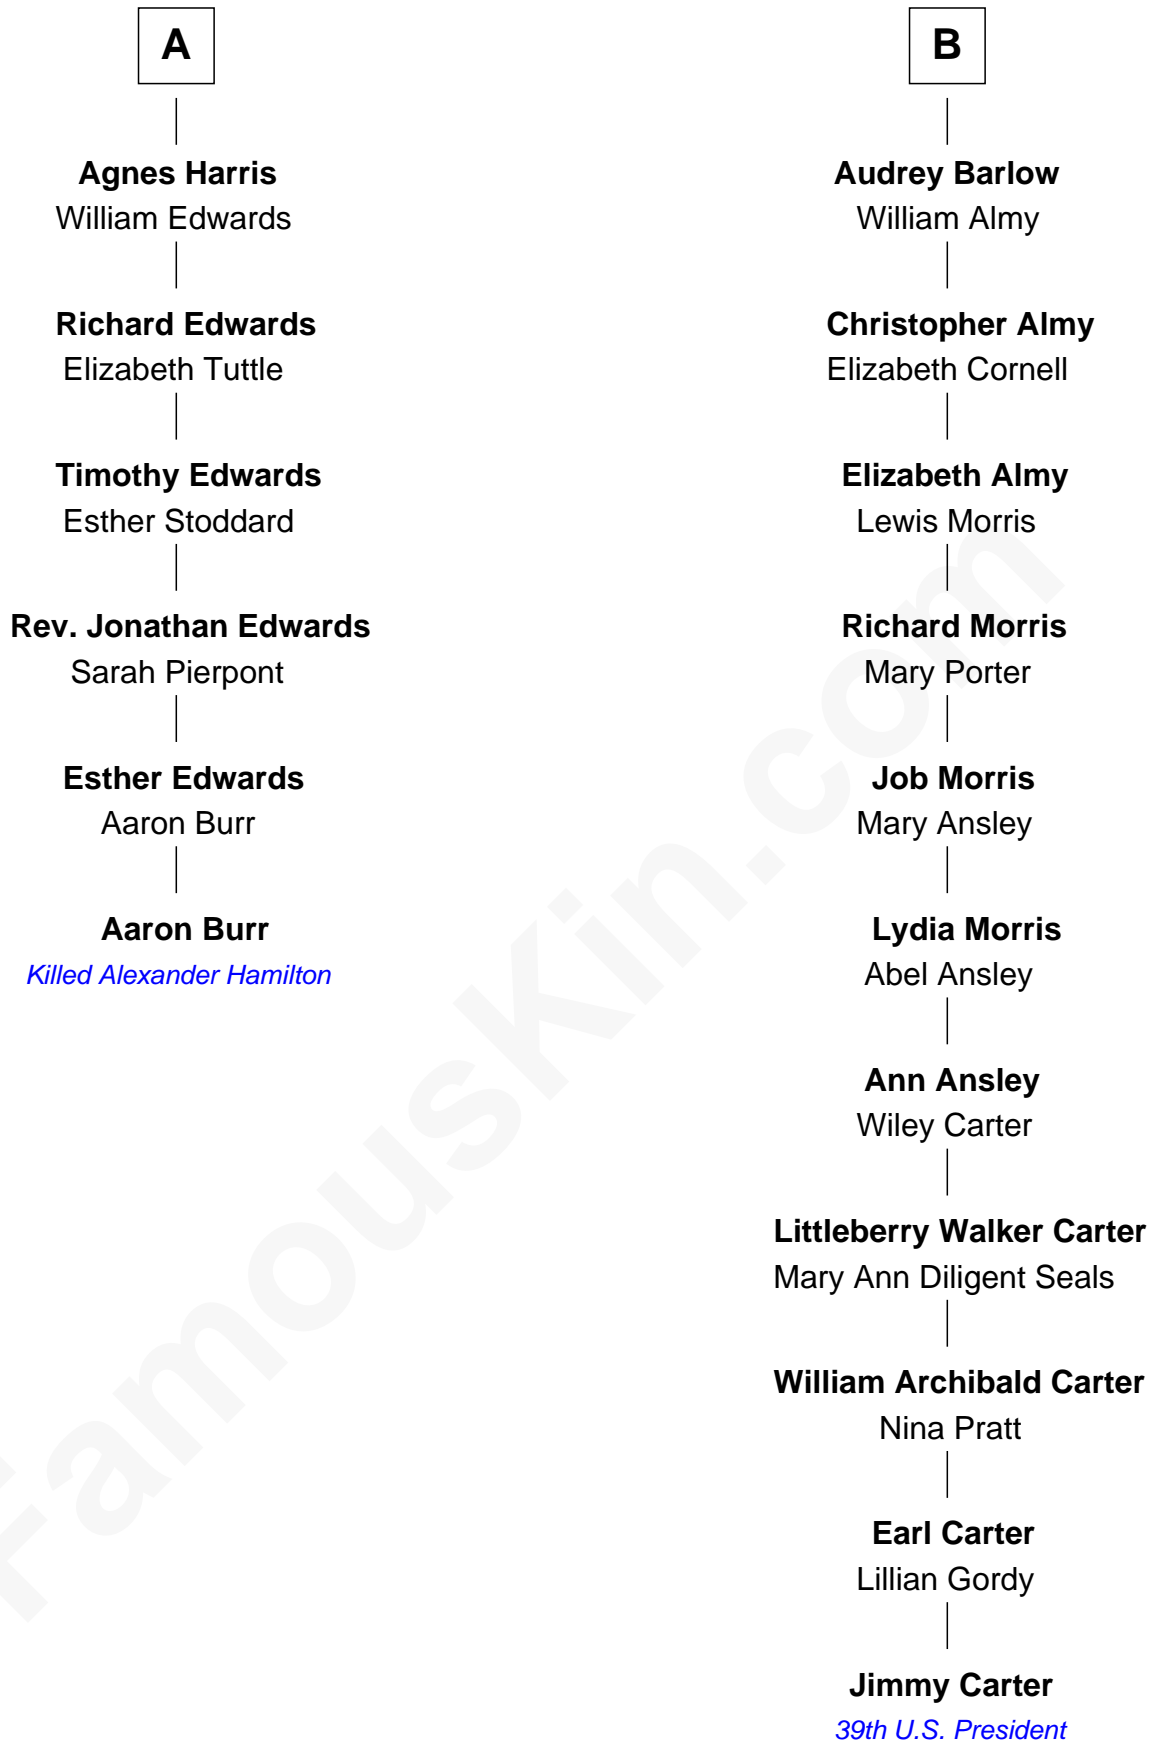 A
Agnes Harris
William Edwards
Richard Edwards
Elizabeth Tuttle
Timothy Edwards
Esther Stoddard
Rev. Jonathan Edwards
Sarah Pierpont
Esther Edwards
Aaron Burr
Aaron Burr
Killed Alexander Hamilton
B
Audrey Barlow
William Almy
Christopher Almy
Elizabeth Cornell
Elizabeth Almy
Lewis Morris
Richard Morris
Mary Porter
Job Morris
Mary Ansley
Lydia Morris
Abel Ansley
Ann Ansley
Wiley Carter
Littleberry Walker Carter
Mary Ann Diligent Seals
William Archibald Carter
Nina Pratt
Earl Carter
Lillian Gordy
Jimmy Carter
39th U.S. President
FamousKin.com